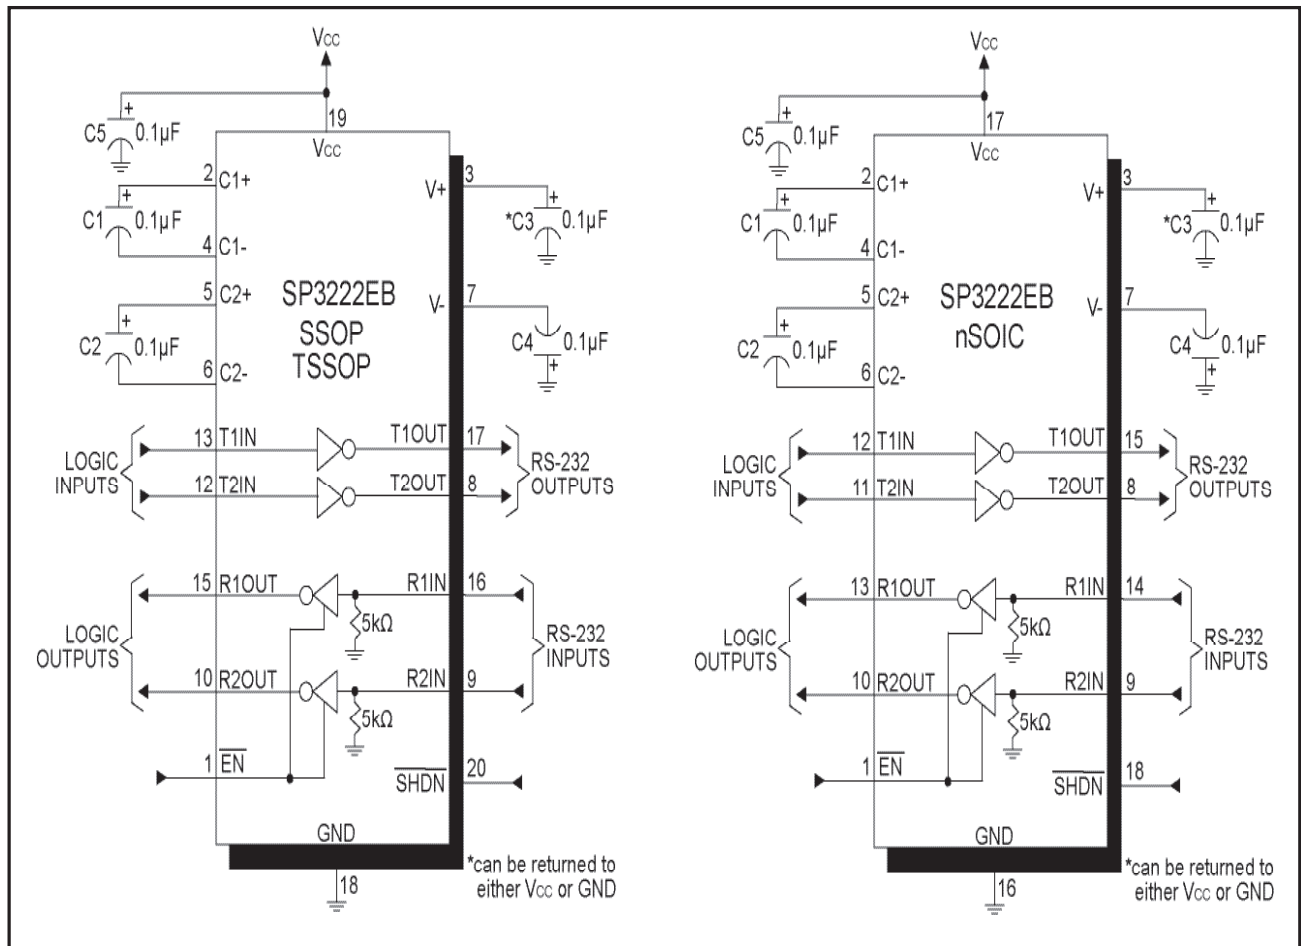 Vcc
+
C5
0.1µF
19
Vcc
2
C1+
+
C1
0.1µF
4
C1-
5
C2+
+
C2
0.1µF
6
C2-
V+
3
+
*C3
0.1µF
SP3222EB
SSOP
TSSOP
V-
7
C4
0.1µF
+
LOGIC
INPUTS
13
T1IN
T1OUT
17
12
T2IN
T2OUT
8
RS-232
OUTPUTS
LOGIC
OUTPUTS
15
R1OUT
R1IN
16
5kΩ
10
R2OUT
R2IN
9
5kΩ
RS-232
INPUTS
1
EN
20
SHDN
GND
18
*can be returned to
either Vcc or GND
Vcc
+
C5
0.1µF
17
Vcc
2
C1+
+
C1
0.1µF
4
C1-
5
C2+
+
C2
0.1µF
6
C2-
V+
3
+
*C3
0.1µF
SP3222EB
nSOIC
V-
7
C4
0.1µF
+
LOGIC
INPUTS
12
T1IN
T1OUT
15
11
T2IN
T2OUT
8
RS-232
OUTPUTS
LOGIC
OUTPUTS
13
R1OUT
R1IN
14
5kΩ
10
R2OUT
R2IN
9
5kΩ
RS-232
INPUTS
1
EN
18
SHDN
GND
16
*can be returned to
either Vcc or GND